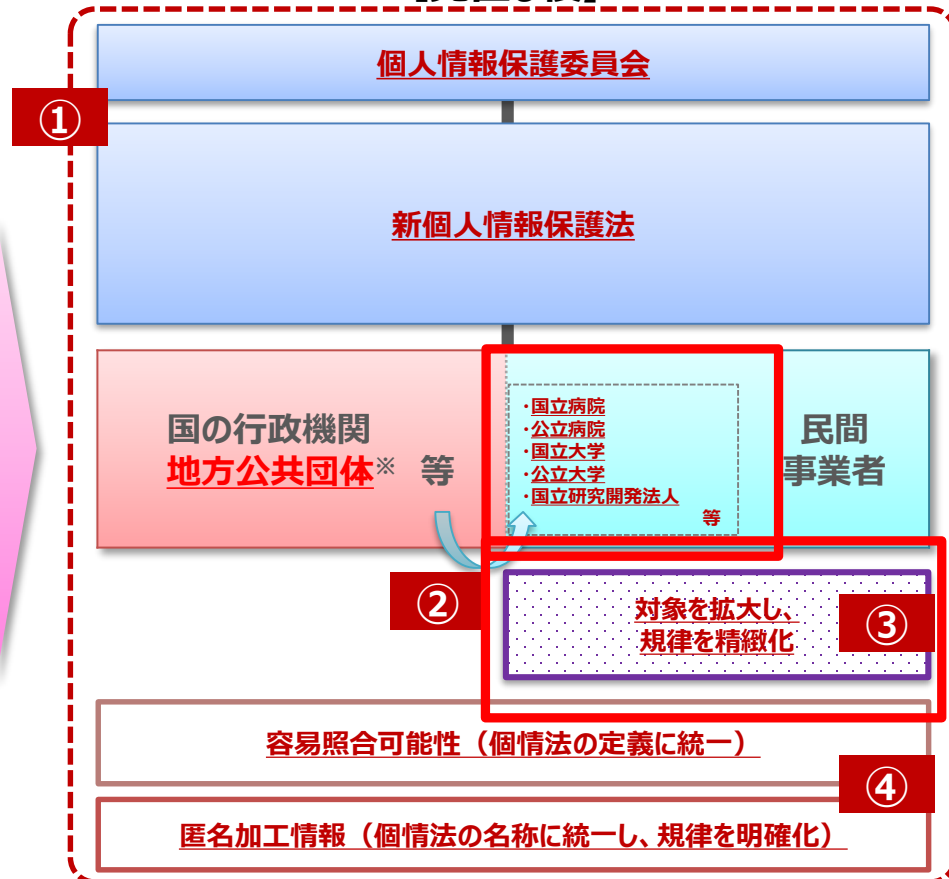 ①
個人情報保護委員会
新個人情報保護法
国の行政機関
地方公共団体※ 等
・国立病院
・公立病院
・国立大学
・公立大学
・国立研究開発法人
等
民間
事業者
②
対象を拡大し、
規律を精緻化
③
容易照合可能性（個情法の定義に統一）
④
匿名加工情報（個情法の名称に統一し、規律を明確化）